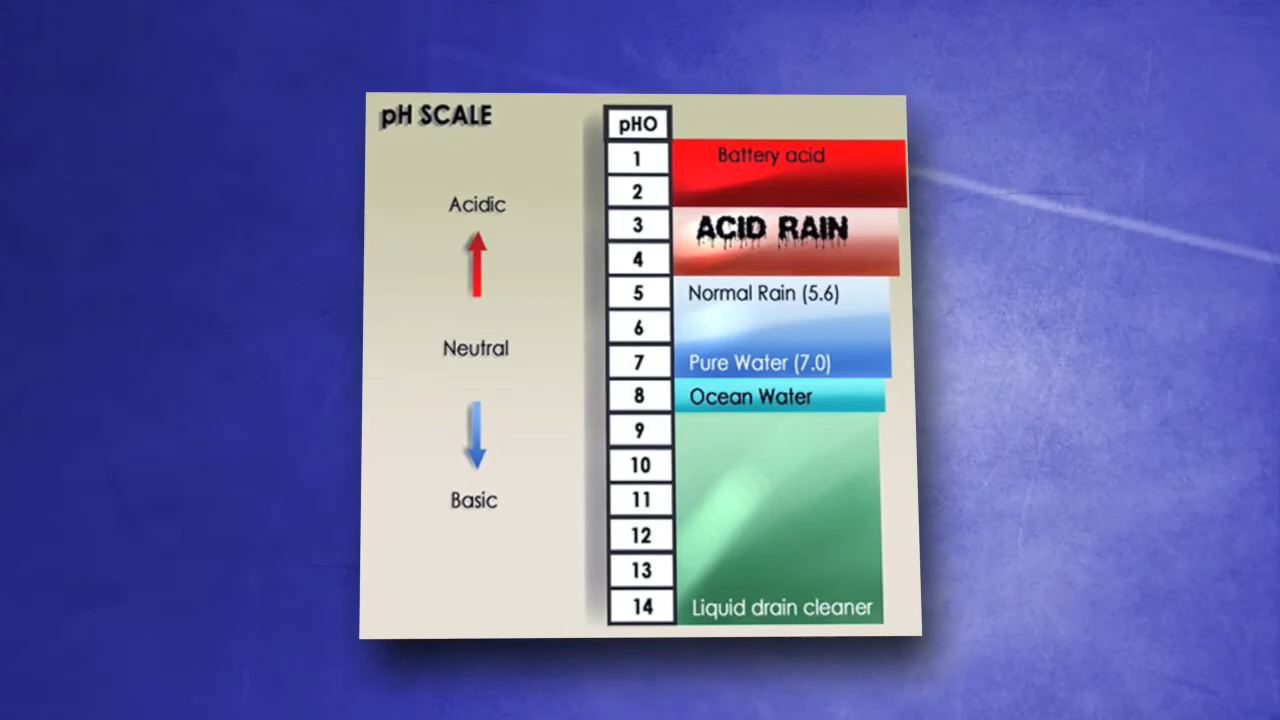 pH SCALE
Acidic
Neutral
Basic
pHO
1 Battery acid
2
3 ACID RAIN
4
5 Normal Rain (5.6)
6
7 Pure Water (7.0)
8 Ocean Water
9
10
11
12
13
14 Liquid drain cleaner